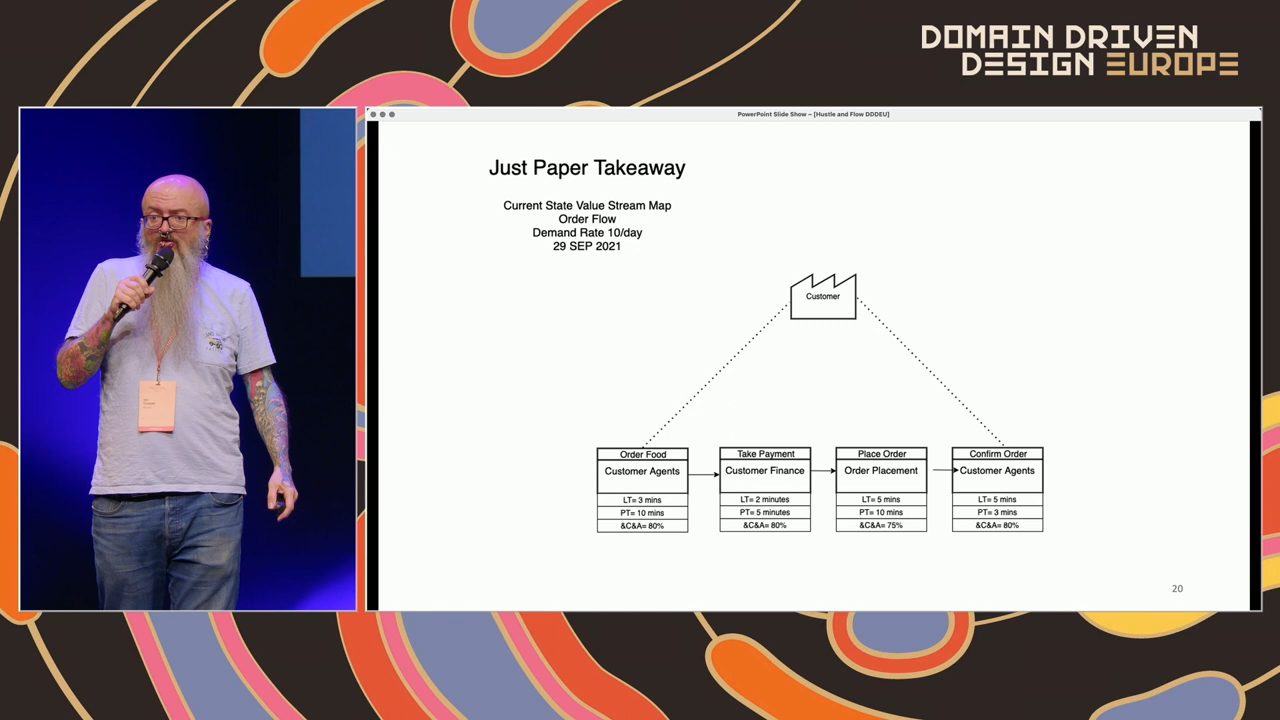 DOMAIN DRIVEN
DESIGN EUROPE
PowerPoint Slide Show – [Hustle and Flow DDDEU]
Just Paper Takeaway
Current State Value Stream Map
Order Flow
Demand Rate 10/day
29 SEP 2021
Customer
Order Food
Customer Agents
LT= 3 mins
PT= 10 mins
&C&A= 80%
Take Payment
Customer Finance
LT= 2 minutes
PT= 5 minutes
&C&A= 80%
Place Order
Order Placement
LT= 5 mins
PT= 10 mins
&C&A= 75%
Confirm Order
Customer Agents
LT= 5 mins
PT= 3 mins
&C&A= 80%
20